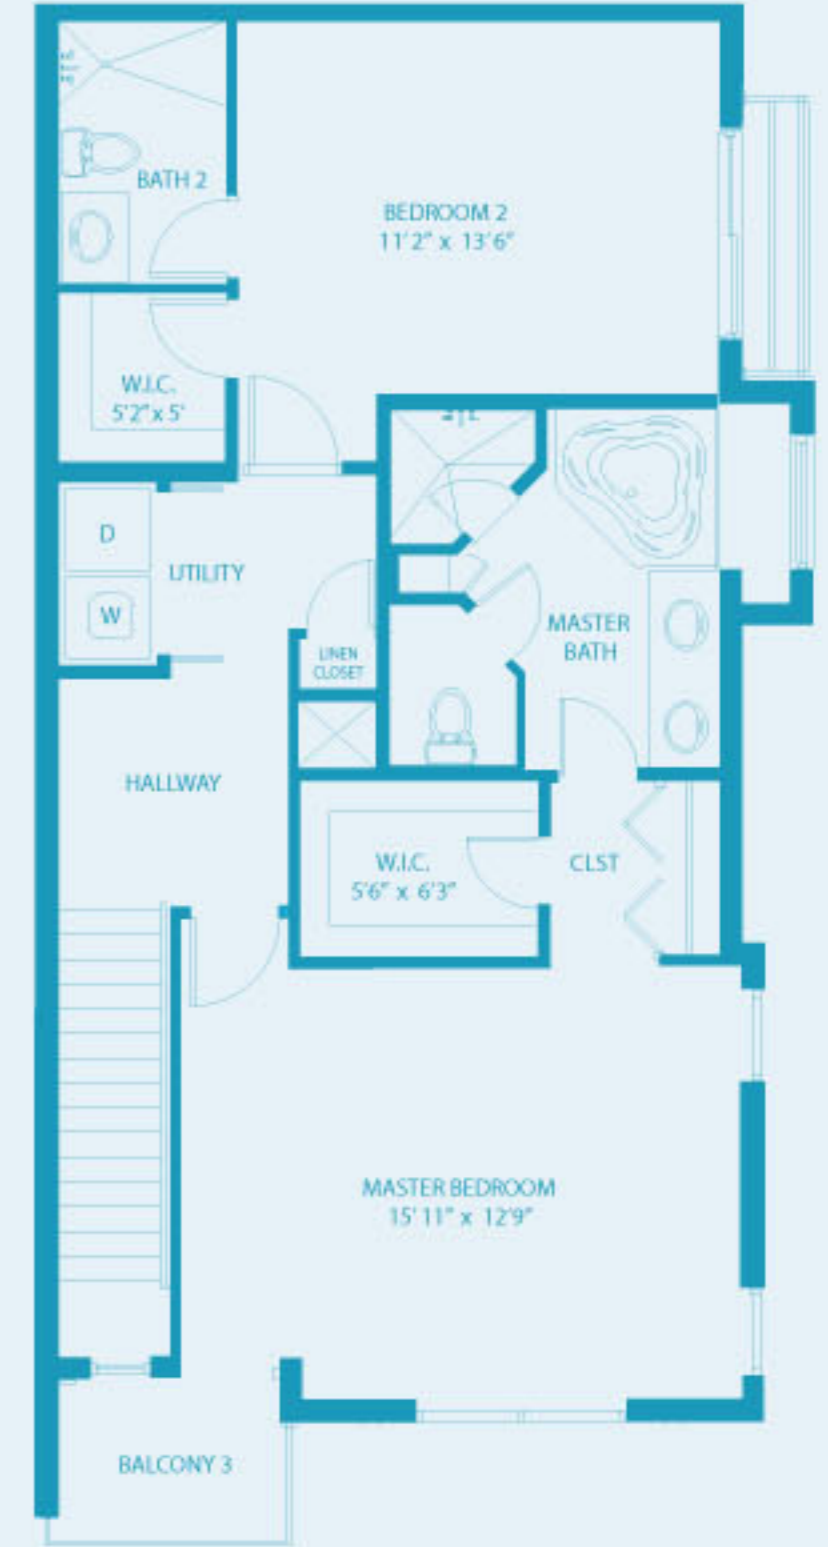 BATH 2
BEDROOM 2
11'2" x 13'6"
W.I.C.
5'2" x 5'
D
UTILITY
W
LINEN
CLOSET
MASTER
BATH
HALLWAY
W.I.C.
5'6" x 6'3"
CLST
MASTER BEDROOM
15' 11" x 12'9"
BALCONY 3